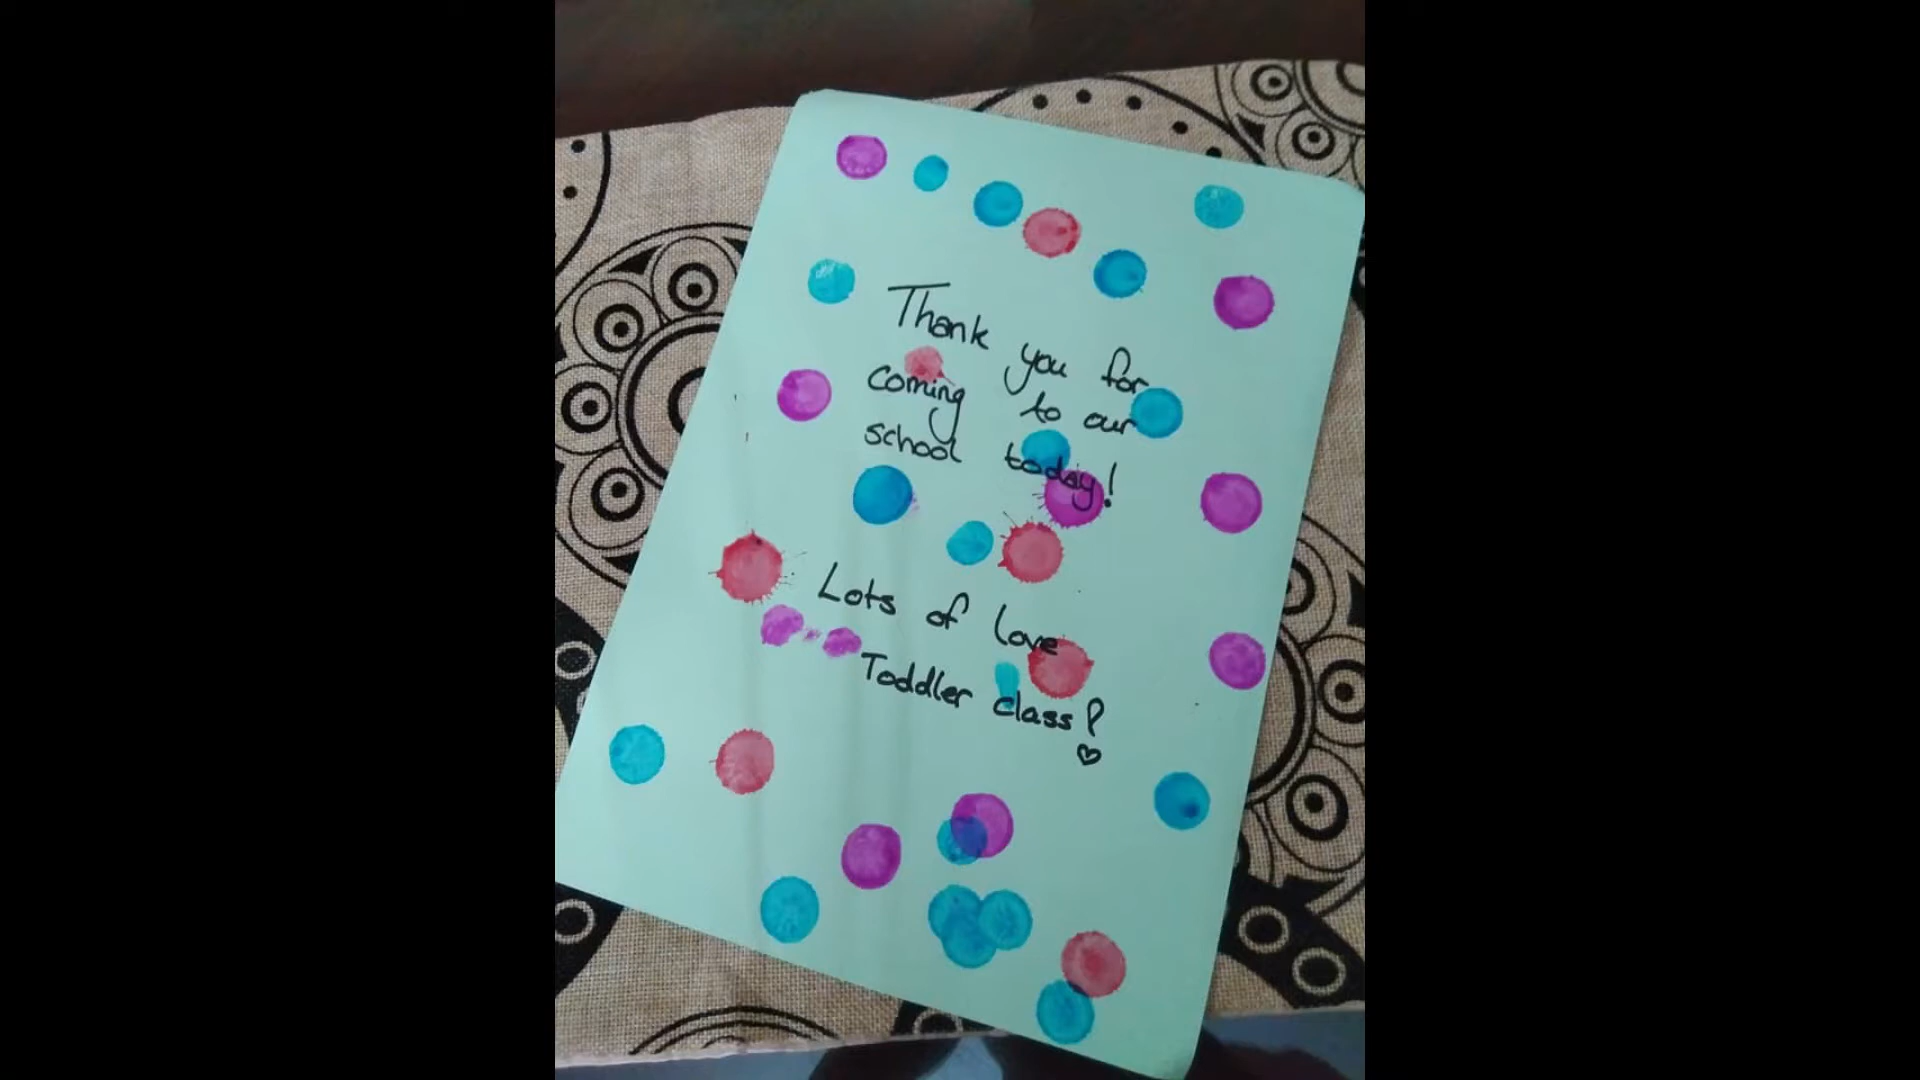 Thank you for
coming to our
school today!
Lots of love
Toddler class!